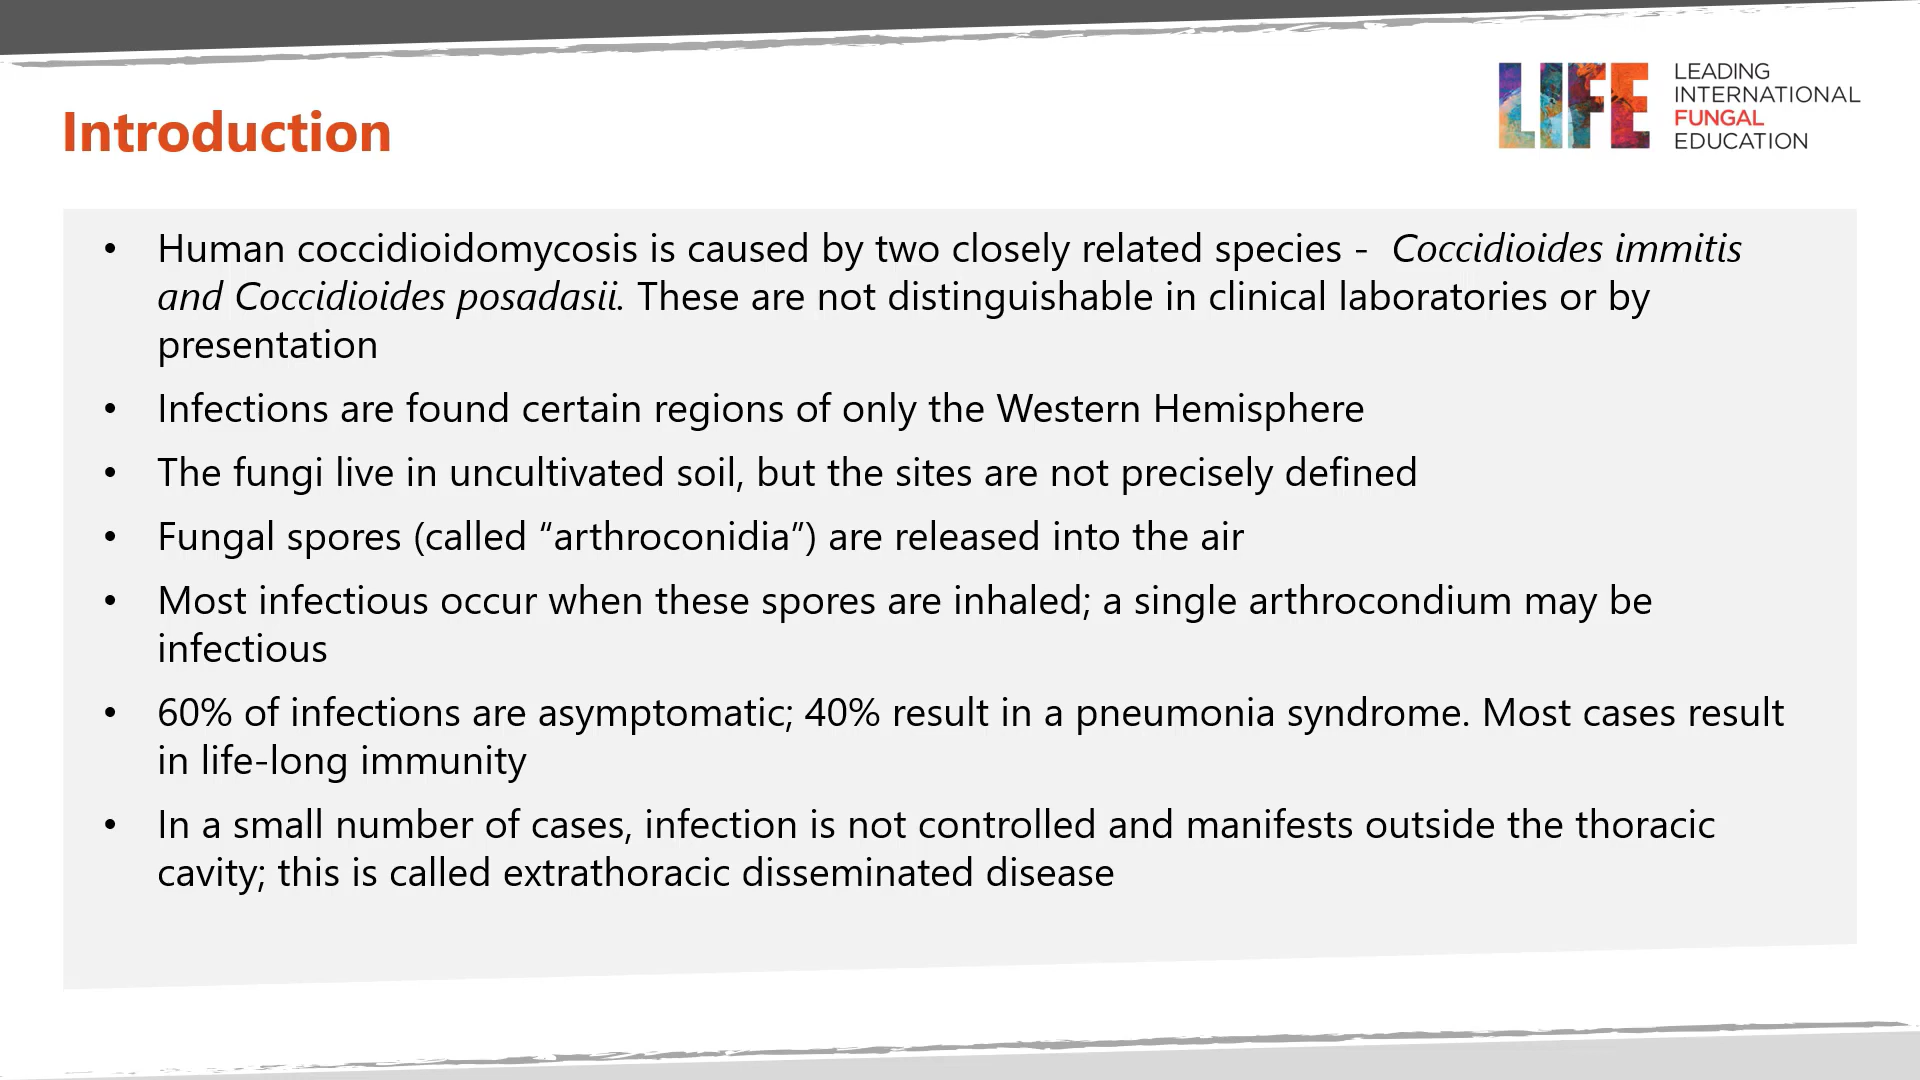 LIFE
LEADING
INTERNATIONAL
FUNGAL
EDUCATION
Introduction
• Human coccidioidomycosis is caused by two closely related species - Coccidioides immitis
and Coccidioides posadasii. These are not distinguishable in clinical laboratories or by
presentation
• Infections are found certain regions of only the Western Hemisphere
• The fungi live in uncultivated soil, but the sites are not precisely defined
• Fungal spores (called “arthroconidia”) are released into the air
• Most infectious occur when these spores are inhaled; a single arthrocondium may be
infectious
• 60% of infections are asymptomatic; 40% result in a pneumonia syndrome. Most cases result
in life-long immunity
• In a small number of cases, infection is not controlled and manifests outside the thoracic
cavity; this is called extrathoracic disseminated disease